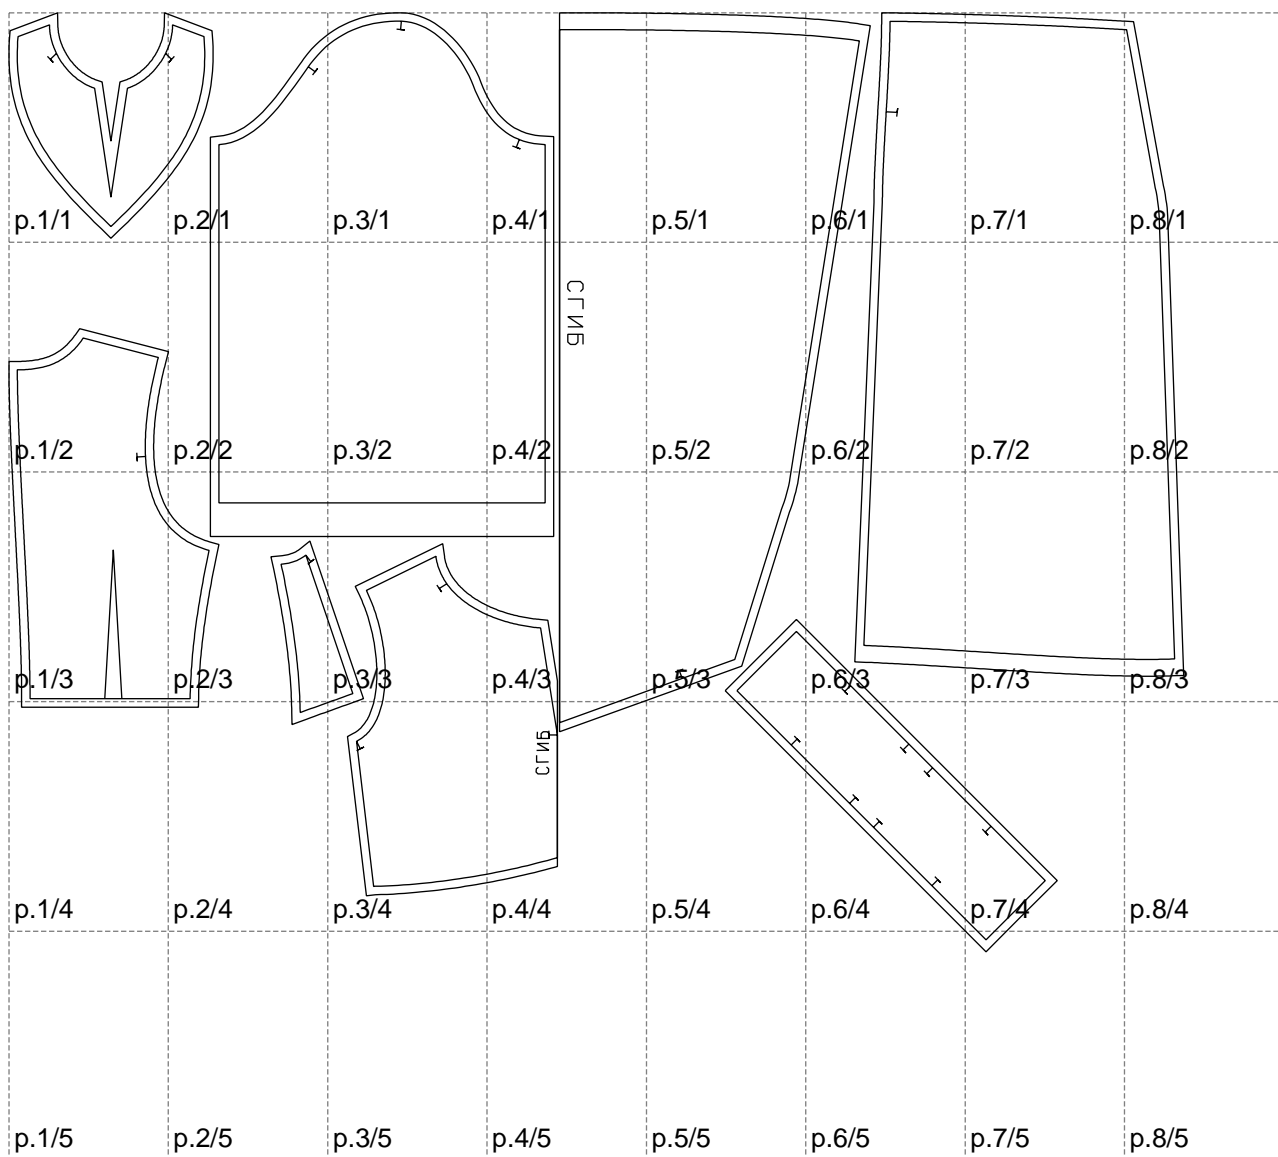 p.1/1 p.2/1 p.3/1 p.4/1 p.5/1 p.6/1 p.7/1 p.8/1
СГИБ
p.1/2 p.2/2 p.3/2 p.4/2 p.5/2 p.6/2 p.7/2 p.8/2
p.1/3 p.2/3 p.3/3 p.4/3 p.5/3 p.6/3 p.7/3 p.8/3
СГИБ
p.1/4 p.2/4 p.3/4 p.4/4 p.5/4 p.6/4 p.7/4 p.8/4
p.1/5 p.2/5 p.3/5 p.4/5 p.5/5 p.6/5 p.7/5 p.8/5